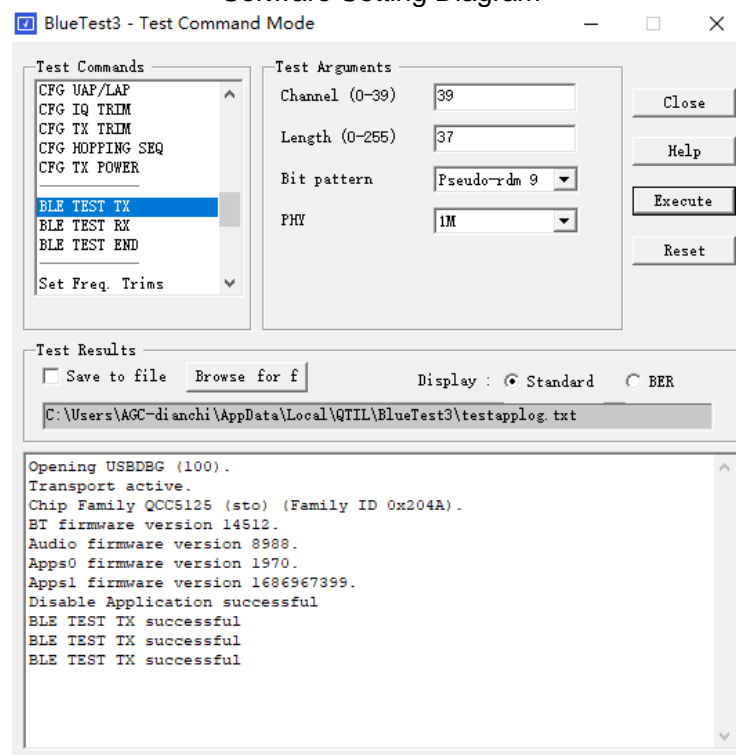 Software Setting Diagram
BlueTest3 - Test Command Mode
Test Commands
CFG UAP/LAP
CFG IQ TRIM
CFG TX TRIM
CFG HOPPING SEQ
CFG TX POWER
BLE TEST TX
BLE TEST RX
BLE TEST END
Set Freq. Trims
Test Arguments
Channel (0-39) 39
Length (0-255) 37
Bit pattern Pseudo-rdm 9
PHY 1M
Close
Help
Execute
Reset
Test Results
Save to file Browse for f Display : Standard BER
C:\Users\AGC-dianchi\AppData\Local\QTIL\BlueTest3\testapplog.txt
Opening USBDBG (100).
Transport active.
Chip Family QCC5125 (sto) (Family ID 0x204A).
BT firmware version 14512.
Audio firmware version 8988.
Apps0 firmware version 1970.
Apps1 firmware version 1686967399.
Disable Application successful
BLE TEST TX successful
BLE TEST TX successful
BLE TEST TX successful